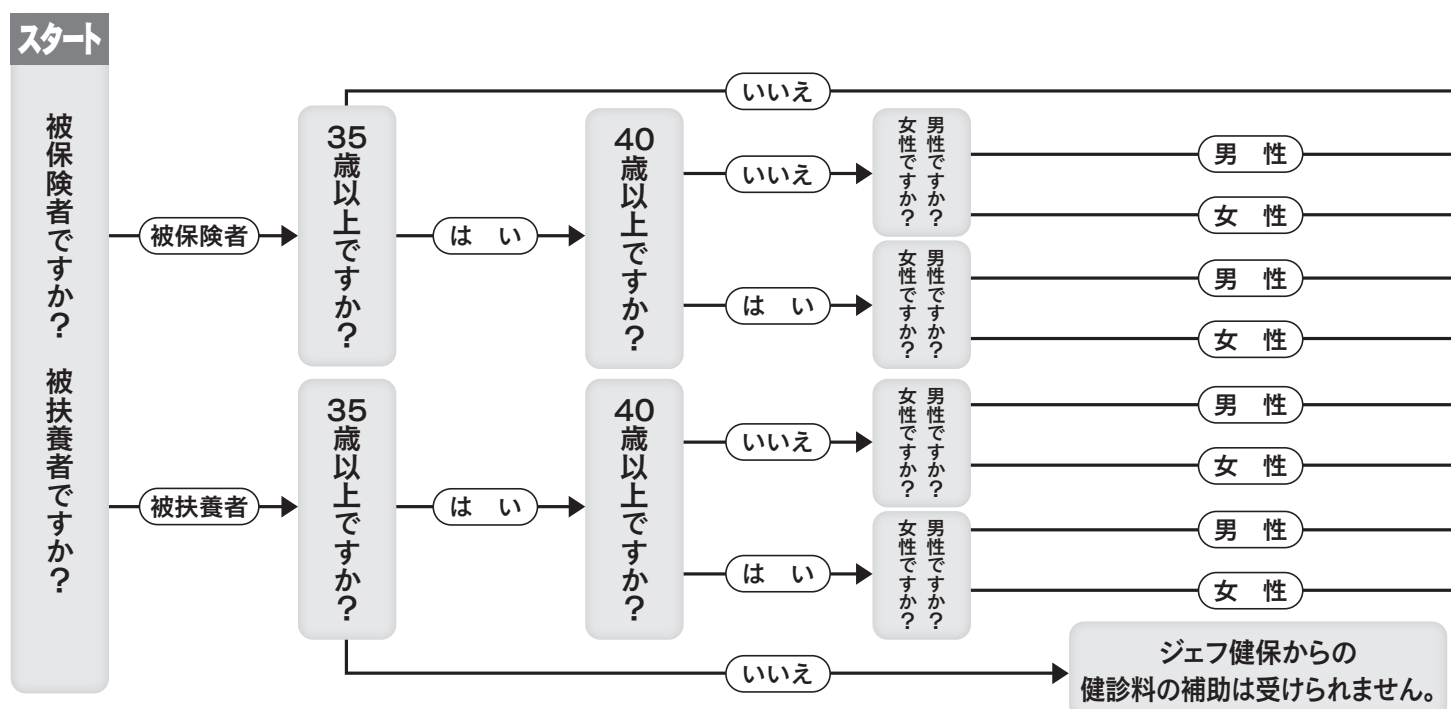 スタート
被保険者ですか? 被扶養者ですか?
被保険者
35歳以上ですか?
いいえ
は い
40歳以上ですか?
いいえ
男性ですか?
女性ですか?
男 性
女 性
は い
男性ですか?
女性ですか?
男 性
女 性
被扶養者
35歳以上ですか?
は い
40歳以上ですか?
いいえ
男性ですか?
女性ですか?
男 性
女 性
は い
男性ですか?
女性ですか?
男 性
女 性
いいえ
ジェフ健保からの
健診料の補助は受けられません。